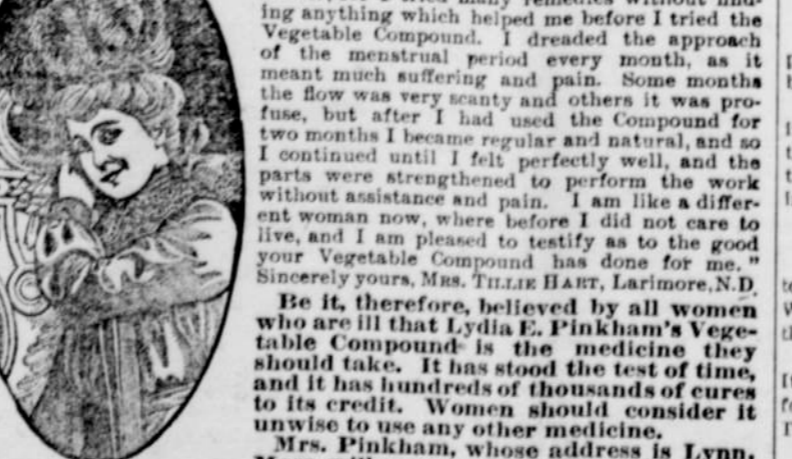 ing anything which helped me before I tried the
Vegetable Compound. I dreaded the approach
of the menstrual period every month, as it
meant much suffering and pain. Some months
the flow was very scanty and others it was pro-
fuse, but after I had used the Compound for
two months I became regular and natural, and so
I continued until I felt perfectly well, and the
parts were strengthened to perform the work
without assistance and pain. I am like a differ-
ent woman now, where before I did not care to
live, and I am pleased to testify as to the good
your Vegetable Compound has done for me."
Sincerely yours, MRS. TILLIE HART, Larimore, N.D.
Be it, therefore, believed by all women
who are ill that Lydia E. Pinkham's Vege-
table Compound is the medicine they
should take. It has stood the test of time,
and it has hundreds of thousands of cures
to its credit. Women should consider it
unwise to use any other medicine.
Mrs. Pinkham, whose address is Lynn,